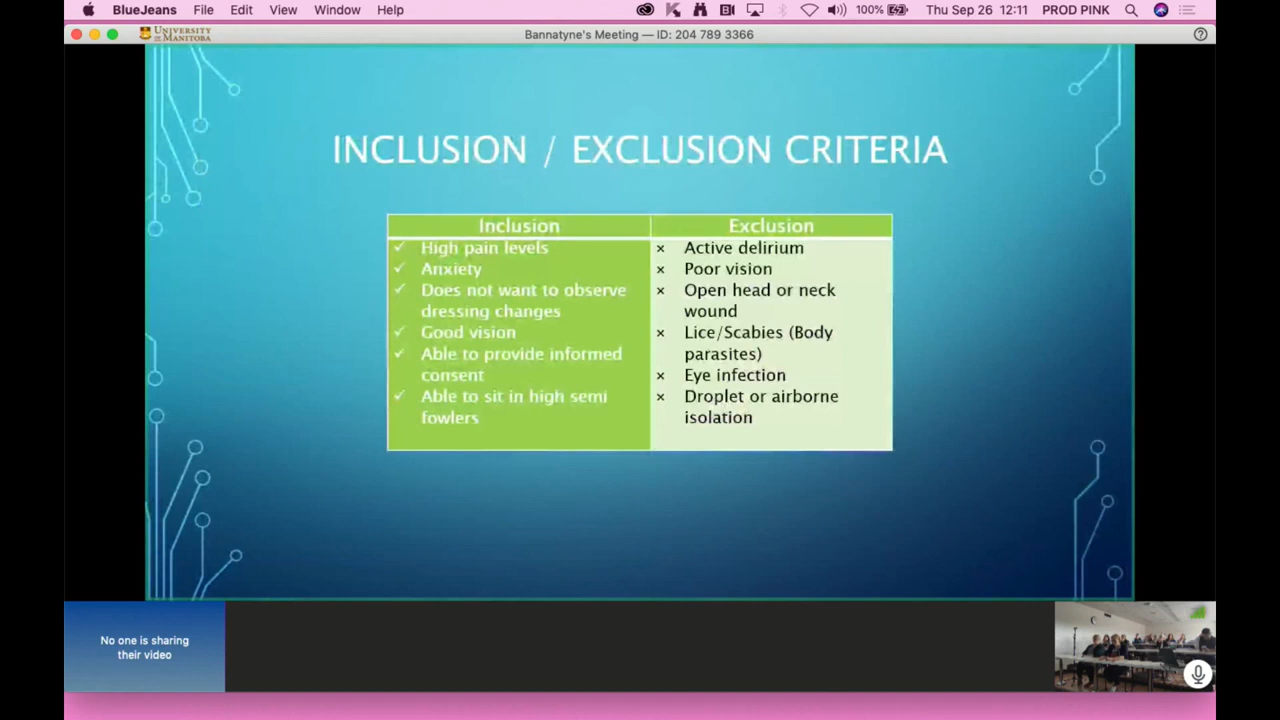 BlueJeans File Edit View Window Help 100% Thu Sep 26 12:11 PROD PINK
UNIVERSITY
OF MANITOBA
Bannatyne's Meeting — ID: 204 789 3366
INCLUSION / EXCLUSION CRITERIA
Inclusion
High pain levels
Anxiety
Does not want to observe
dressing changes
Good vision
Able to provide informed
consent
Able to sit in high semi
fowlers
Exclusion
Active delirium
Poor vision
Open head or neck
wound
Lice/Scabies (Body
parasites)
Eye infection
Droplet or airborne
isolation
No one is sharing
their video